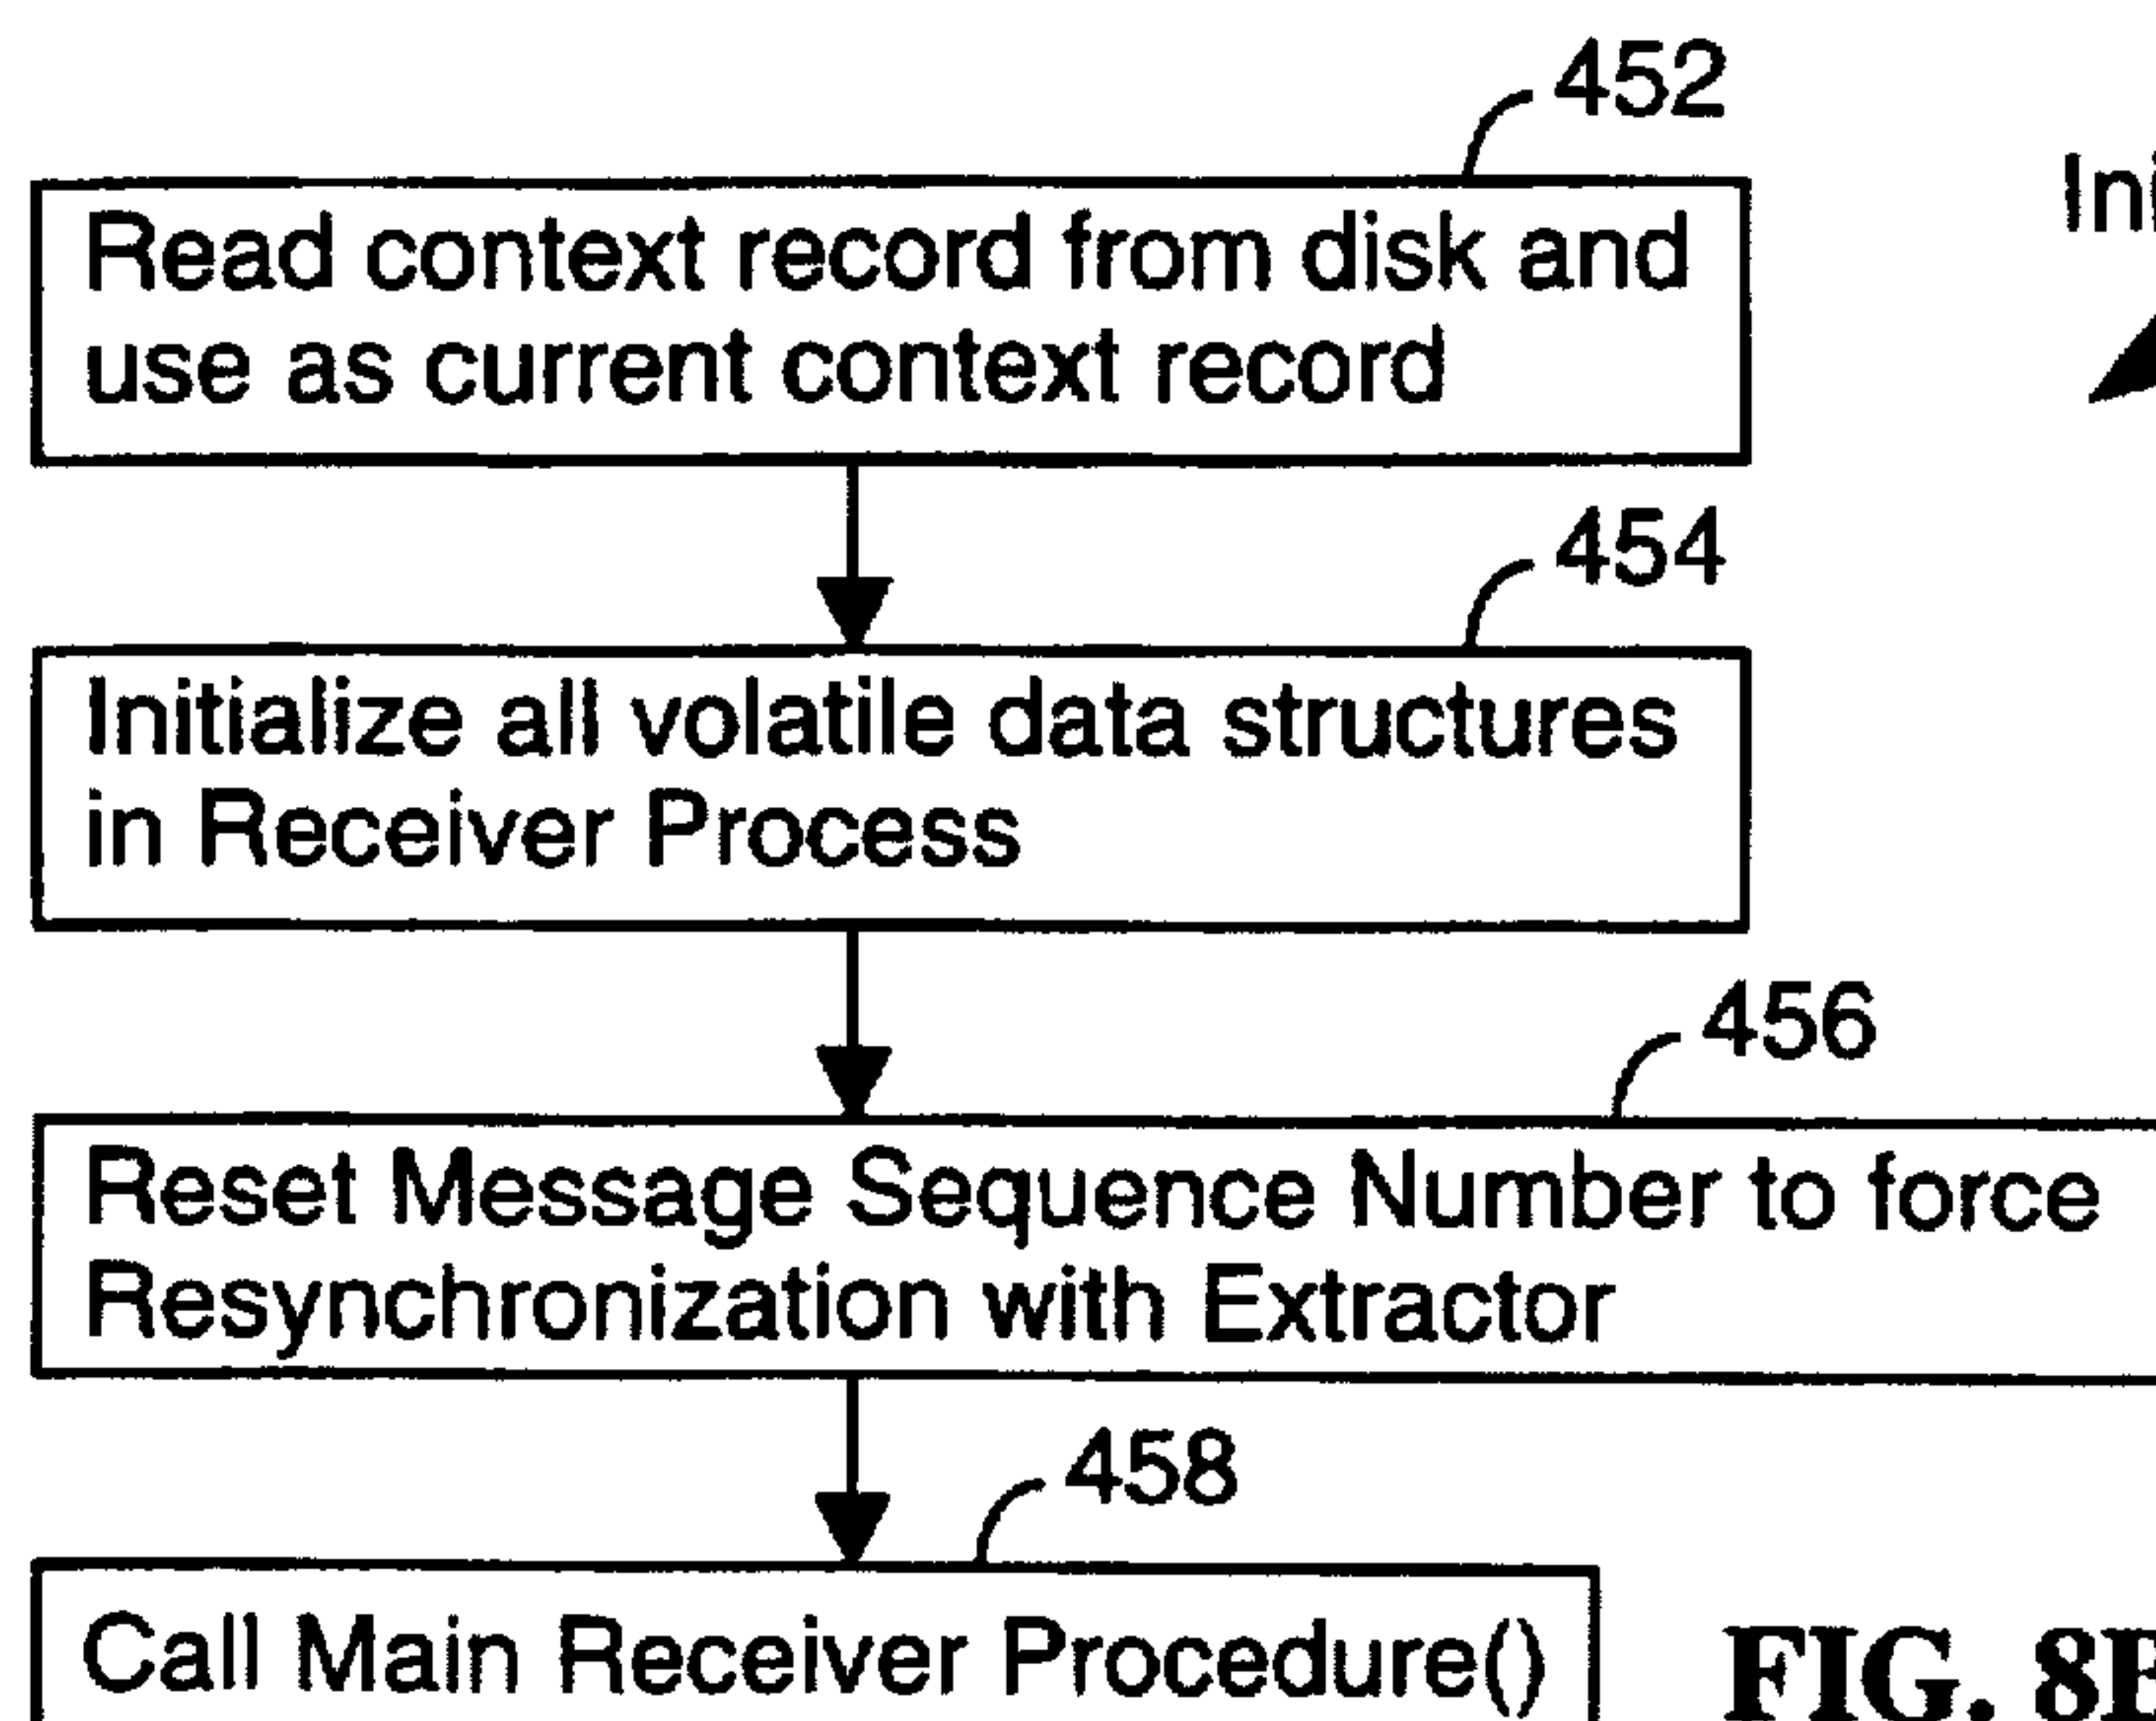 452
Read context record from disk and
use as current context record
454
Initialize all volatile data structures
in Receiver Process
456
Reset Message Sequence Number to force
Resynchronization with Extractor
458
Call Main Receiver Procedure()